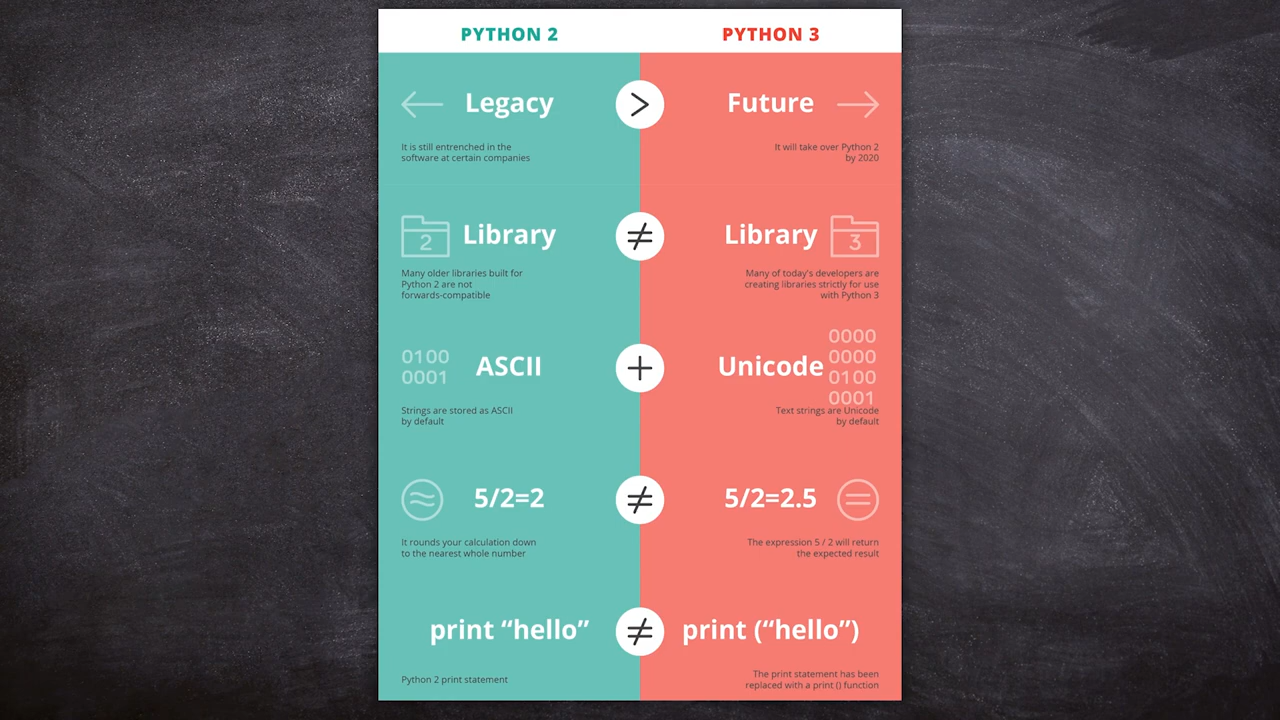 PYTHON 2
PYTHON 3
Legacy
>
Future
It is still entrenched in the
software at certain companies
It will take over Python 2
by 2020
2
Library
≠
Library
3
Many older libraries built for
Python 2 are not
forwards-compatible
Many of today's developers are
creating libraries strictly for use
with Python 3
0100
0001
ASCII
+
Unicode
0000
0000
0100
0001
Strings are stored as ASCII
by default
Text strings are Unicode
by default
≈
5/2=2
≠
5/2=2.5
=
It rounds your calculation down
to the nearest whole number
The expression 5 / 2 will return
the expected result
print “hello”
≠
print (“hello”)
Python 2 print statement
The print statement has been
replaced with a print () function